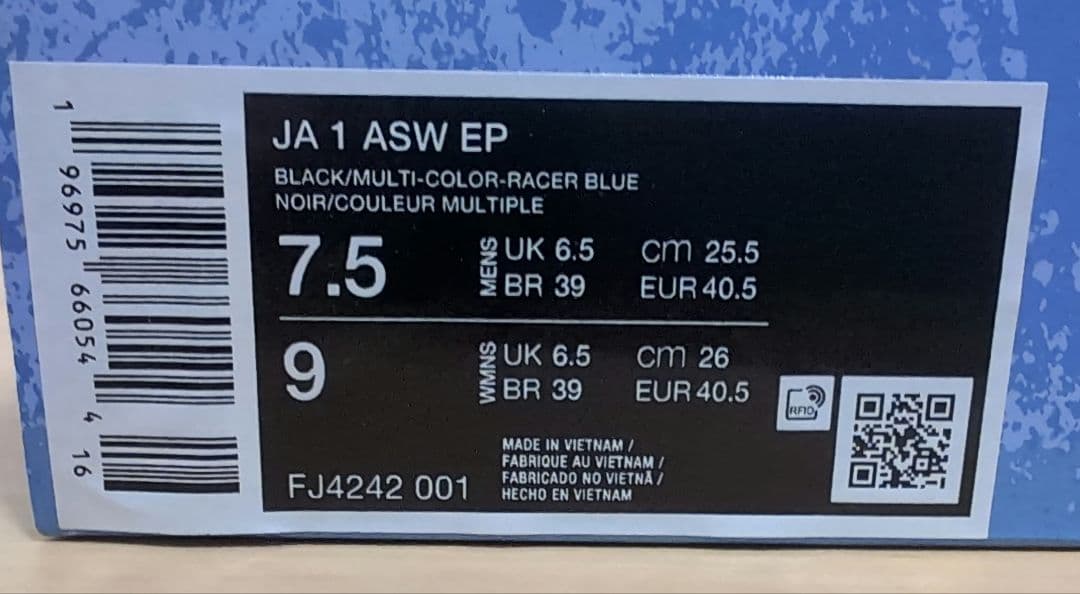 1 96975 66054 4 16
JA 1 ASW EP
BLACK/MULTI-COLOR-RACER BLUE
NOIR/COULEUR MULTIPLE
7.5 MENS UK 6.5 cm 25.5
BR 39 EUR 40.5
9 WMNS UK 6.5 cm 26
BR 39 EUR 40.5
RFID
MADE IN VIETNAM /
FABRIQUE AU VIETNAM /
FABRICADO NO VIETNÃ /
HECHO EN VIETNAM
FJ4242 001